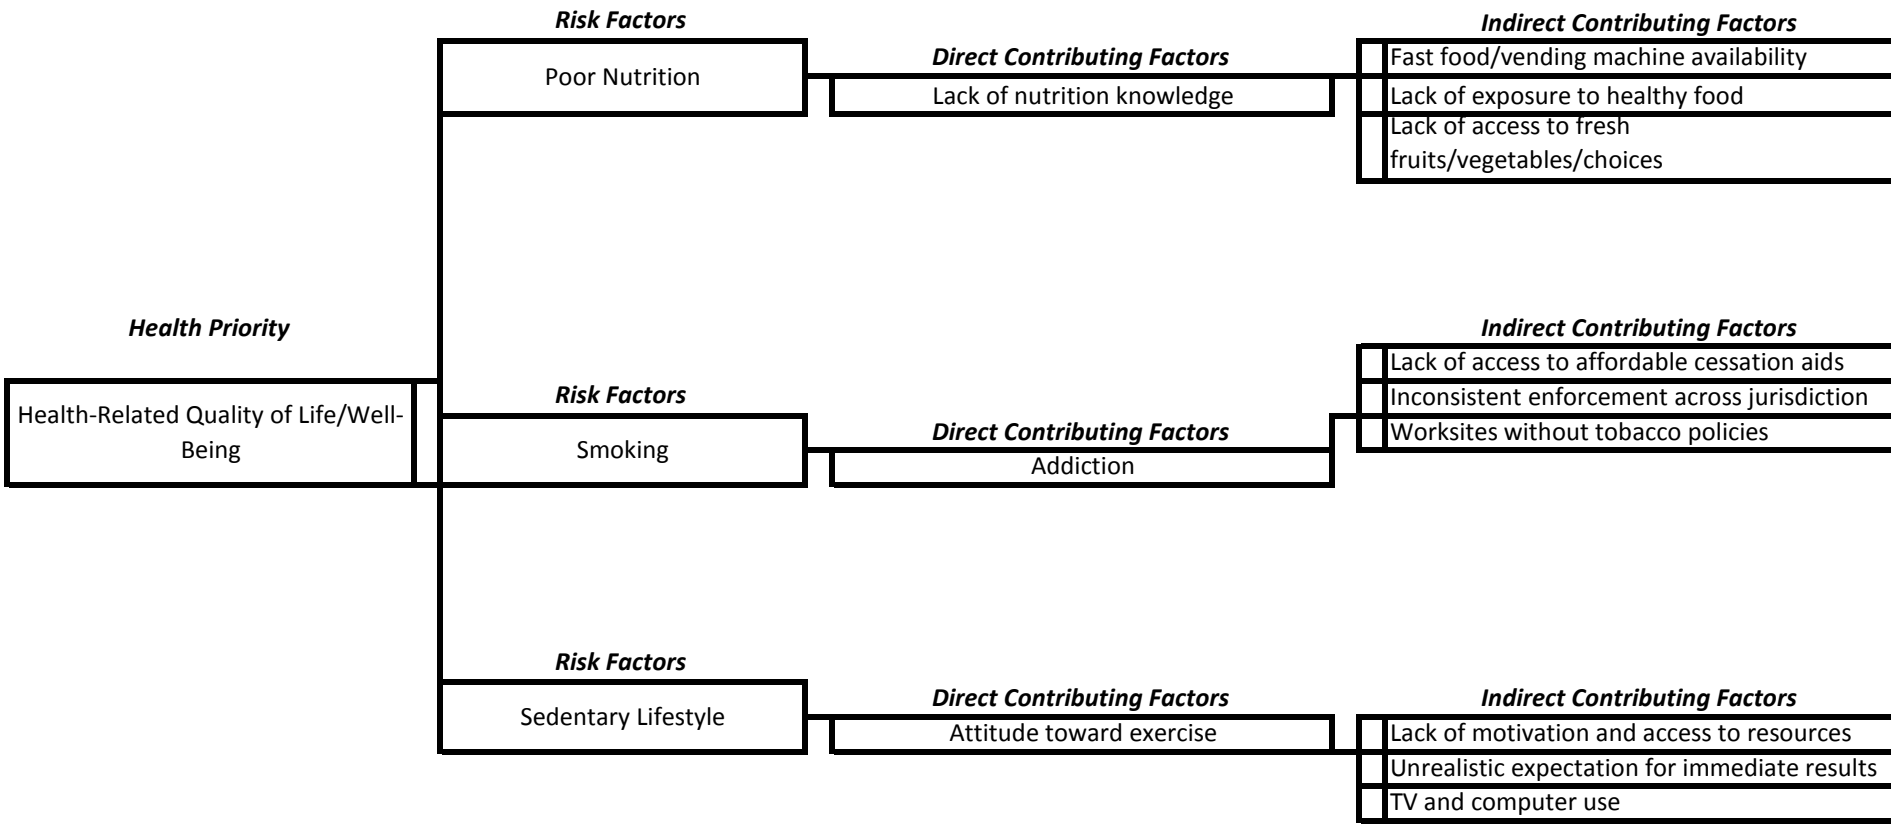 Risk Factors
Poor Nutrition
Direct Contributing Factors
Lack of nutrition knowledge
Indirect Contributing Factors
Fast food/vending machine availability
Lack of exposure to healthy food
Lack of access to fresh
fruits/vegetables/choices
Health Priority
Health-Related Quality of Life/Well-
Being
Risk Factors
Smoking
Direct Contributing Factors
Addiction
Indirect Contributing Factors
Lack of access to affordable cessation aids
Inconsistent enforcement across jurisdiction
Worksites without tobacco policies
Risk Factors
Sedentary Lifestyle
Direct Contributing Factors
Attitude toward exercise
Indirect Contributing Factors
Lack of motivation and access to resources
Unrealistic expectation for immediate results
TV and computer use